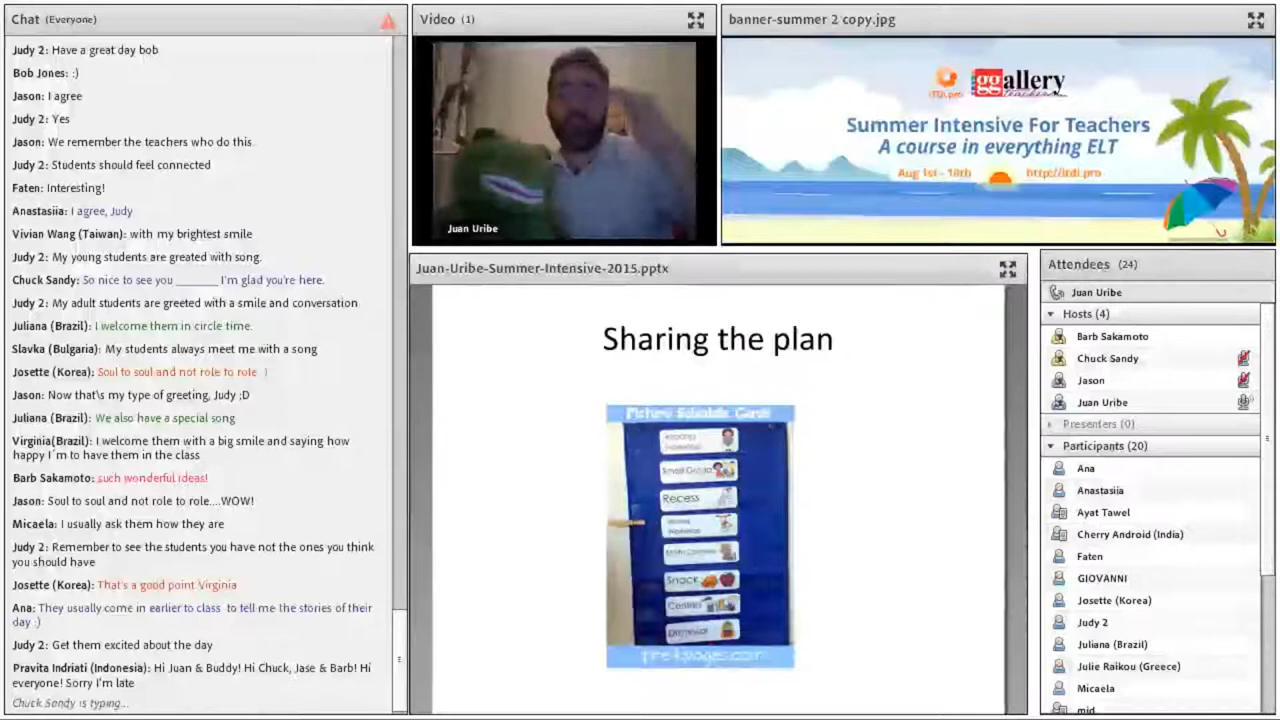 Chat (Everyone)
Judy 2: Have a great day bob
Bob Jones: :)
Jason: I agree
Judy 2: Yes
Jason: We remember the teachers who do this.
Judy 2: Students should feel connected
Faten: Interesting!
Anastasiia: I agree, Judy
Vivian Wang (Taiwan): with my brightest smile
Judy 2: My young students are greated with song.
Chuck Sandy: So nice to see you _______ I'm glad you're here.
Judy 2: My adult students are greeted with a smile and conversation
Juliana (Brazil): I welcome them in circle time.
Slavka (Bulgaria): My students always meet me with a song
Josette (Korea): Soul to soul and not role to role :)
Jason: Now that's my type of greeting, Judy ;D
Juliana (Brazil): We also have a special song
Virginia(Brazil): I welcome them with a big smile and saying how
happy I´m to have them in the class
Barb Sakamoto: such wonderful ideas!
Jason: Soul to soul and not role to role....WOW!
Micaela: I usually ask them how they are
Judy 2: Remember to see the students you have not the ones you think
you should have
Josette (Korea): That's a good point Virginia
Ana: They usually come in earlier to class to tell me the stories of their
day :)
Judy 2: Get them excited about the day
Pravita Indriati (Indonesia): Hi Juan & Buddy! Hi Chuck, Jase & Barb! Hi
everyone! Sorry I'm late
Chuck Sandy is typing...
Video (1)
Juan Uribe
banner-summer 2 copy.jpg
iTDi.pro ggallery
teachers
Summer Intensive For Teachers
A course in everything ELT
Aug 1st - 18th http://itdi.pro
Juan-Uribe-Summer-Intensive-2015.pptx
Sharing the plan
Picture Schedule Cards
Small Group
Recess
Snack
Centers
Dismissal
Attendees (24)
Juan Uribe
Hosts (4)
Barb Sakamoto
Chuck Sandy
Jason
Juan Uribe
Presenters (0)
Participants (20)
Ana
Anastasiia
Ayat Tawel
Cherry Android (India)
Faten
GIOVANNI
Josette (Korea)
Judy 2
Juliana (Brazil)
Julie Raikou (Greece)
Micaela
mid